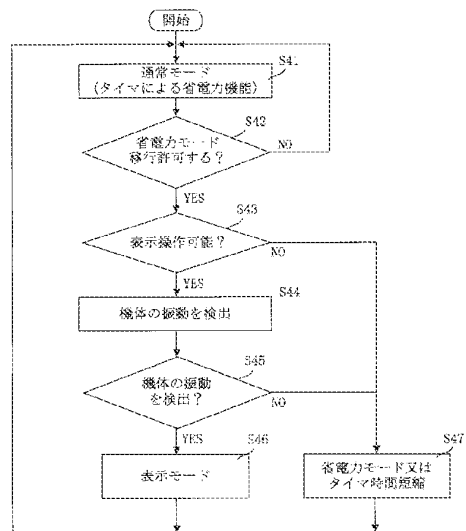 開始
S41
通常モード
(タイマによる省電力機能)
S42
省電力モード
移行許可する?
NO
YES
S43
表示操作可能?
NO
YES
S44
機体の振動を検出
S45
機体の振動
を検出?
NO
YES
S46
表示モード
S47
省電力モード又は
タイマ時間短縮